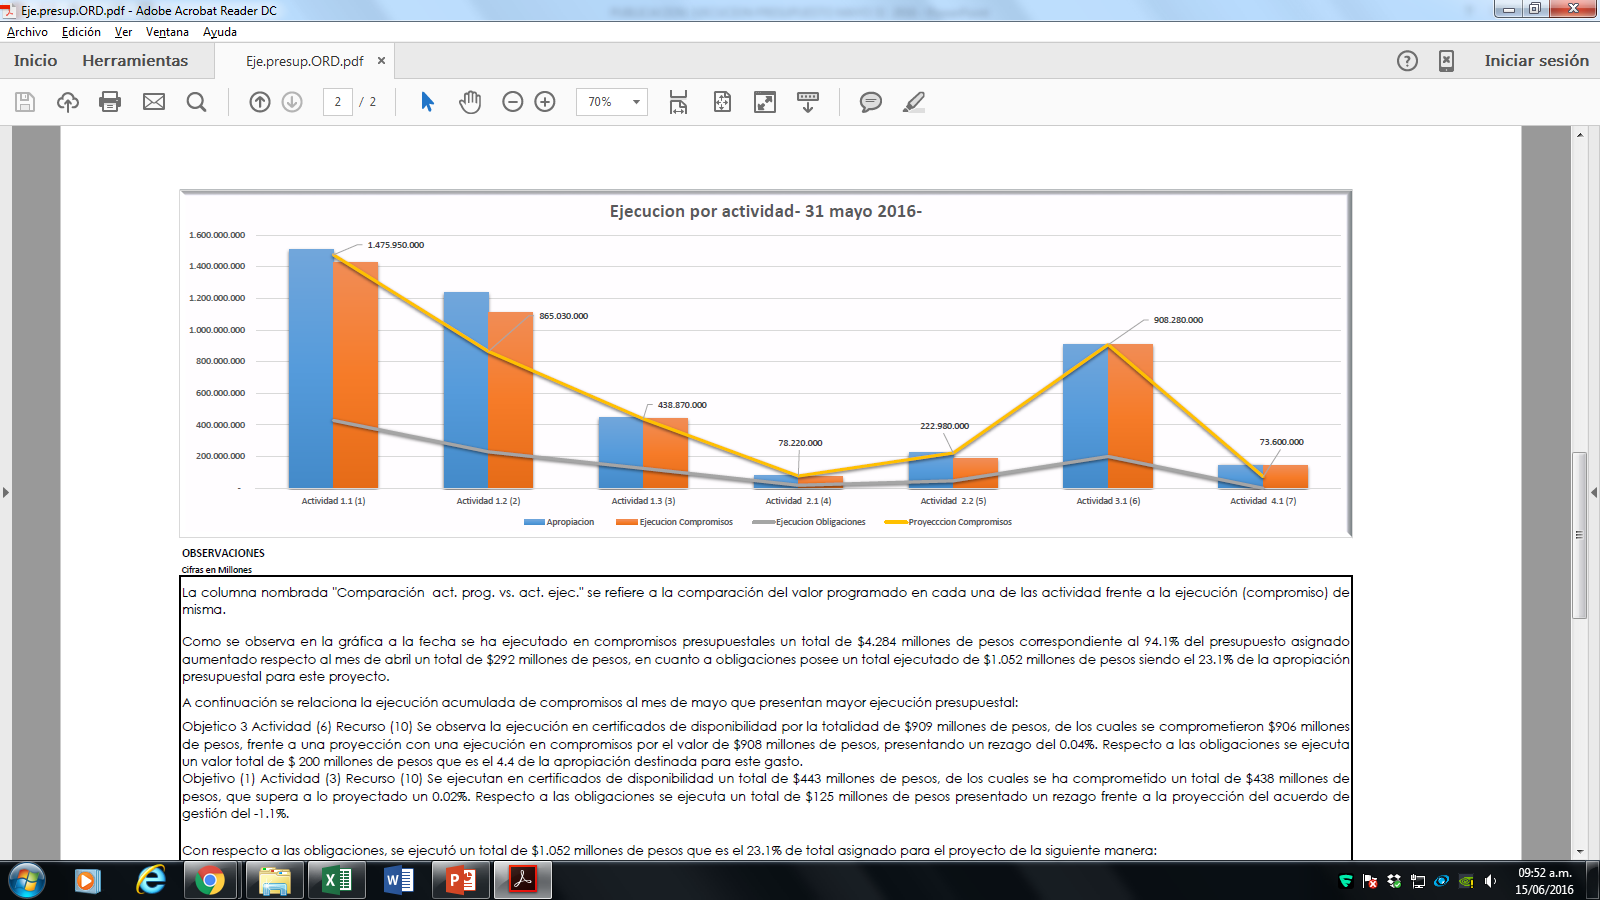 Eje.presup.ORD.pdf - Adobe Acrobat Reader DC
Archivo Edición Ver Ventana Ayuda
Inicio Herramientas Eje.presup.ORD.pdf × Iniciar sesión
2 / 2 70%
Ejecucion por actividad- 31 mayo 2016-
1.600.000.000
1.400.000.000
1.200.000.000
1.000.000.000
800.000.000
600.000.000
400.000.000
200.000.000
-
1.475.950.000
865.030.000
438.870.000
78.220.000
222.980.000
908.280.000
73.600.000
Actividad 1.1 (1) Actividad 1.2 (2) Actividad 1.3 (3) Actividad 2.1 (4) Actividad 2.2 (5) Actividad 3.1 (6) Actividad 4.1 (7)
Apropiacion Ejecucion Compromisos Ejecucion Obligaciones Proyecccion Compromisos
OBSERVACIONES
Cifras en Millones
La columna nombrada "Comparación act. prog. vs. act. ejec." se refiere a la comparación del valor programado en cada una de las actividad frente a la ejecución (compromiso) de
misma.
Como se observa en la gráfica a la fecha se ha ejecutado en compromisos presupuestales un total de $4.284 millones de pesos correspondiente al 94.1% del presupuesto asignado
aumentado respecto al mes de abril un total de $292 millones de pesos, en cuanto a obligaciones posee un total ejecutado de $1.052 millones de pesos siendo el 23.1% de la apropiación
presupuestal para este proyecto.
A continuación se relaciona la ejecución acumulada de compromisos al mes de mayo que presentan mayor ejecución presupuestal:
Objetico 3 Actividad (6) Recurso (10) Se observa la ejecución en certificados de disponibilidad por la totalidad de $909 millones de pesos, de los cuales se comprometieron $906 millones
de pesos, frente a una proyección con una ejecución en compromisos por el valor de $908 millones de pesos, presentando un rezago del 0.04%. Respecto a las obligaciones se ejecuta
un valor total de $ 200 millones de pesos que es el 4.4 de la apropiación destinada para este gasto.
Objetivo (1) Actividad (3) Recurso (10) Se ejecutan en certificados de disponibilidad un total de $443 millones de pesos, de los cuales se ha comprometido un total de $438 millones de
pesos, que supera a lo proyectado un 0.02%. Respecto a las obligaciones se ejecuta un total de $125 millones de pesos presentado un rezago frente a la proyección del acuerdo de
gestión del -1.1%.
Con respecto a las obligaciones, se ejecutó un total de $1.052 millones de pesos que es el 23.1% de total asignado para el proyecto de la siguiente manera:
09:52 a.m.
15/06/2016